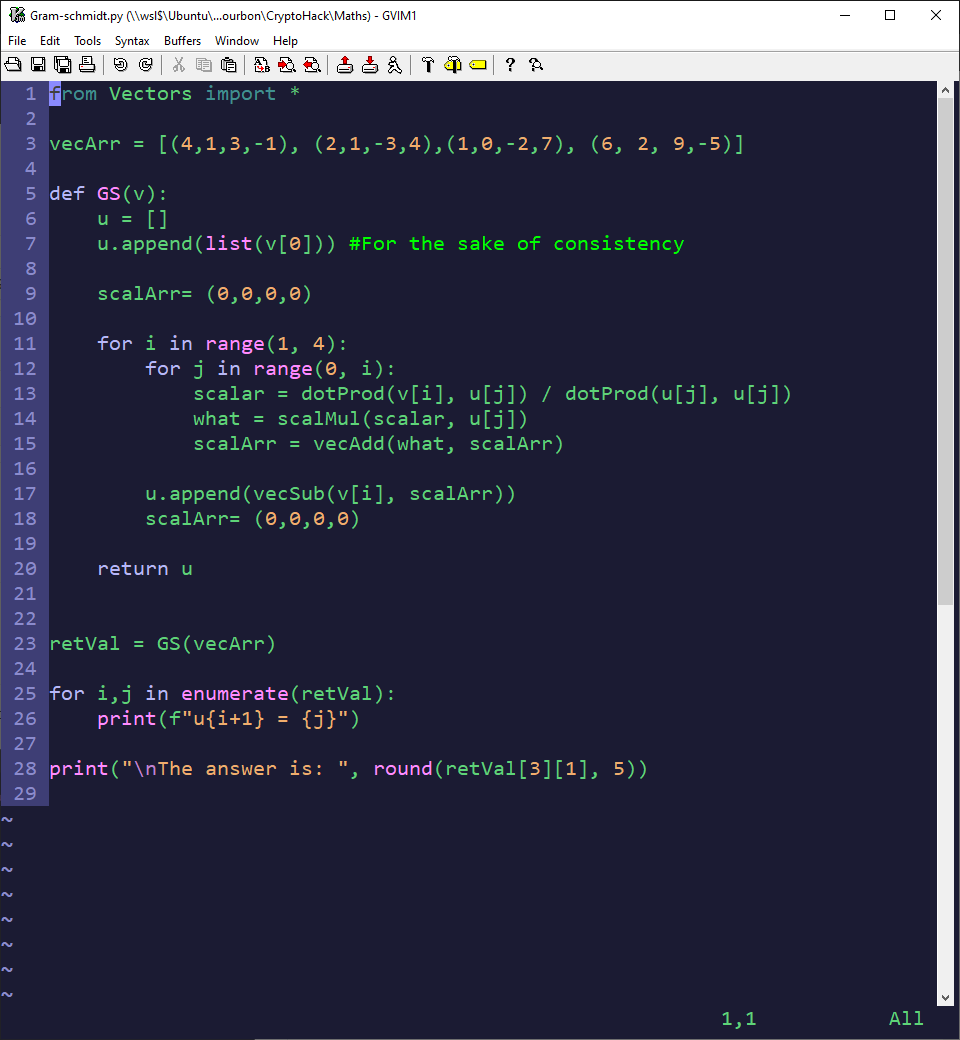 Gram-schmidt.py (\\wsl$\Ubuntu\...ourbon\CryptoHack\Maths) - GVIM1
File Edit Tools Syntax Buffers Window Help
1 from Vectors import *
2
3 vecArr = [(4,1,3,-1), (2,1,-3,4),(1,0,-2,7), (6, 2, 9,-5)]
4
5 def GS(v):
6     u = []
7     u.append(list(v[0])) #For the sake of consistency
8
9     scalArr= (0,0,0,0)
10
11     for i in range(1, 4):
12         for j in range(0, i):
13             scalar = dotProd(v[i], u[j]) / dotProd(u[j], u[j])
14             what = scalMul(scalar, u[j])
15             scalArr = vecAdd(what, scalArr)
16
17         u.append(vecSub(v[i], scalArr))
18         scalArr= (0,0,0,0)
19
20     return u
21
22
23 retVal = GS(vecArr)
24
25 for i,j in enumerate(retVal):
26     print(f"u{i+1} = {j}")
27
28 print("\nThe answer is: ", round(retVal[3][1], 5))
29
~
~
~
~
~
~
~
~
1,1 All